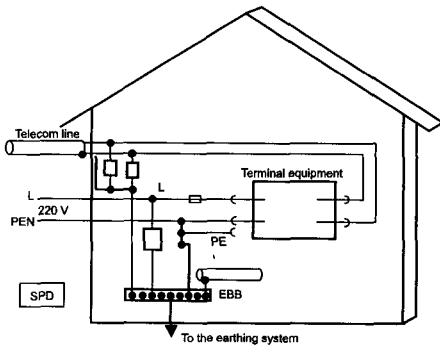 Telecom line
Terminal equipment
L
L
220 V
PEN
PE
SPD
EBB
To the earthing system